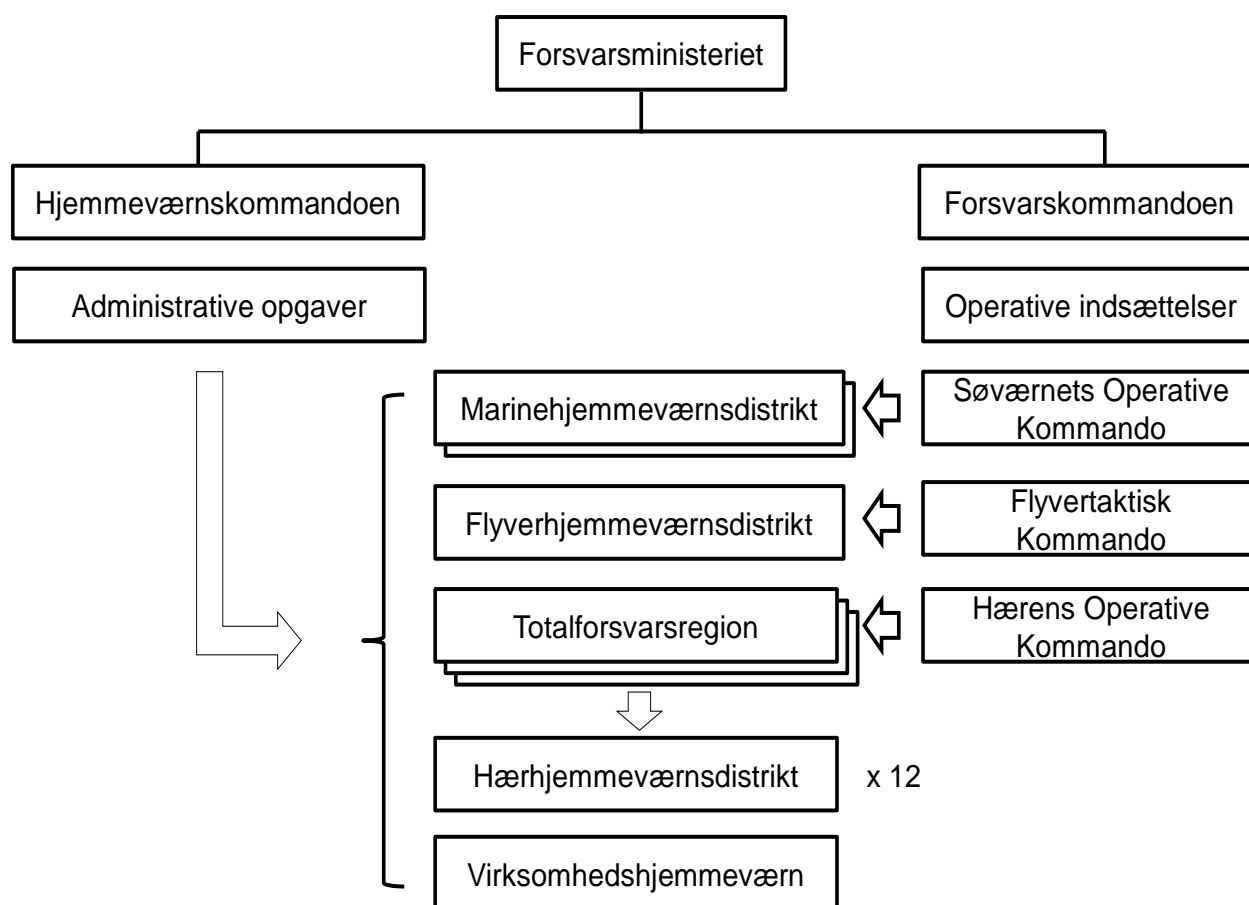 Forsvarsministeriet
Hjemmeværnskommandoen
Forsvarskommandoen
Administrative opgaver
Operative indsættelser
Marinehjemmeværnsdistrikt
Søværnets Operative
Kommando
Flyverhjemmeværnsdistrikt
Flyvertaktisk
Kommando
Totalforsvarsregion
Hærens Operative
Kommando
Hærhjemmeværnsdistrikt
x 12
Virksomhedshjemmeværn